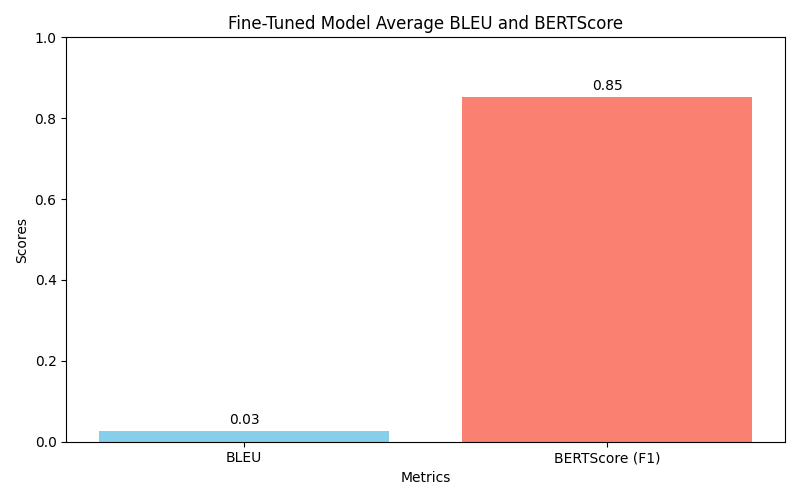 Fine-Tuned Model Average BLEU and BERTScore
1.0
0.8
0.6
0.4
0.2
0.0
Scores
0.03
0.85
BLEU
BERTScore (F1)
Metrics